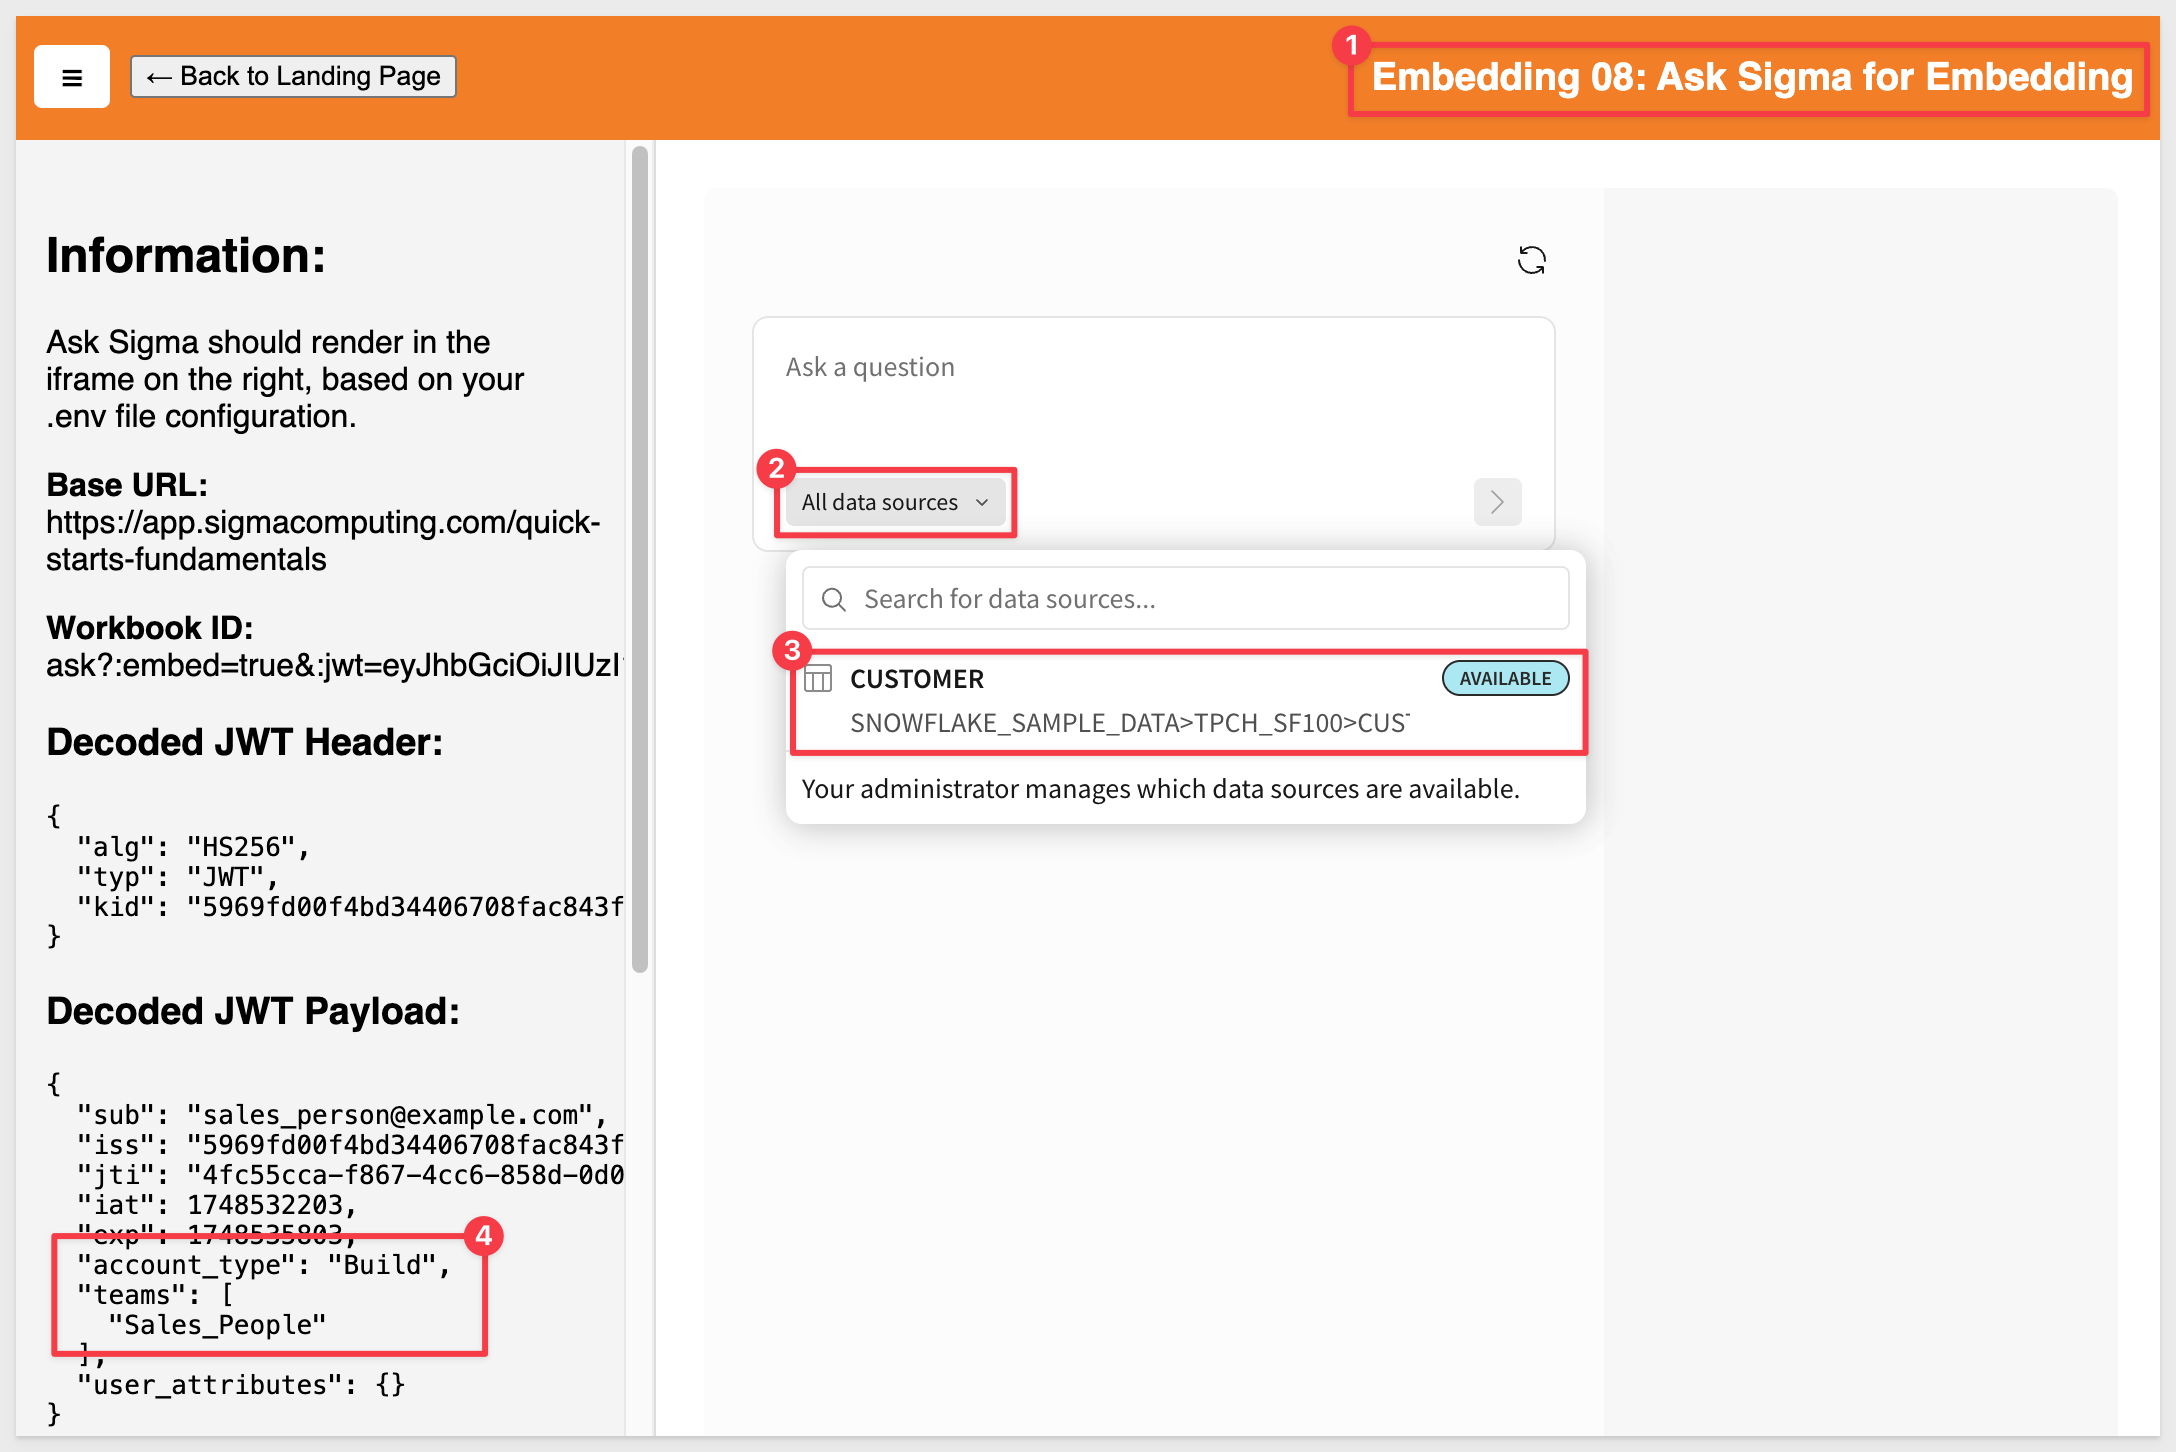 ← Back to Landing Page
1
Embedding 08: Ask Sigma for Embedding
Information:
Ask Sigma should render in the
iframe on the right, based on your
.env file configuration.
Base URL:
https://app.sigmacomputing.com/quick-
starts-fundamentals
Workbook ID:
ask?:embed=true&:jwt=eyJhbGciOiJIUzI
Decoded JWT Header:
{
"alg": "HS256",
"typ": "JWT",
"kid": "5969fd00f4bd34406708fac843f
}
Decoded JWT Payload:
{
"sub": "sales_person@example.com",
"iss": "5969fd00f4bd34406708fac843f
"jti": "4fc55cca-f867-4cc6-858d-0d0
"iat": 1748532203,
"exp": 1748535803,
4
"account_type": "Build",
"teams": [
"Sales_People"
],
"user_attributes": {}
}
Ask a question
2
All data sources
Search for data sources...
3
CUSTOMER
AVAILABLE
SNOWFLAKE_SAMPLE_DATA>TPCH_SF100>CUST
Your administrator manages which data sources are available.